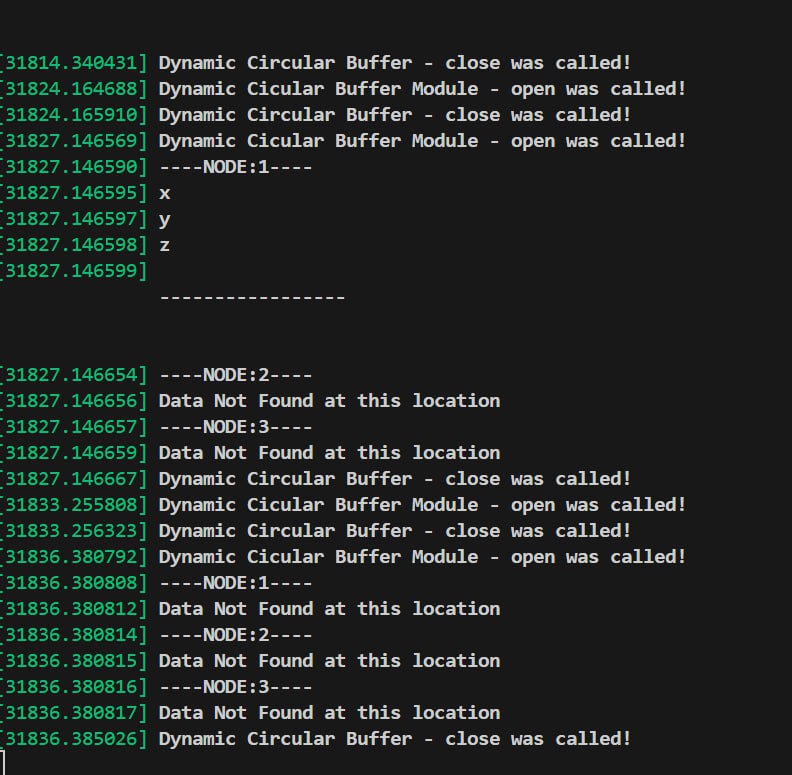 [31814.340431] Dynamic Circular Buffer - close was called!
[31824.164688] Dynamic Cicular Buffer Module - open was called!
[31824.165910] Dynamic Circular Buffer - close was called!
[31827.146569] Dynamic Cicular Buffer Module - open was called!
[31827.146590] ----NODE:1----
[31827.146595] x
[31827.146597] y
[31827.146598] z
[31827.146599]
-----------------
[31827.146654] ----NODE:2----
[31827.146656] Data Not Found at this location
[31827.146657] ----NODE:3----
[31827.146659] Data Not Found at this location
[31827.146667] Dynamic Circular Buffer - close was called!
[31833.255808] Dynamic Cicular Buffer Module - open was called!
[31833.256323] Dynamic Circular Buffer - close was called!
[31836.380792] Dynamic Cicular Buffer Module - open was called!
[31836.380808] ----NODE:1----
[31836.380812] Data Not Found at this location
[31836.380814] ----NODE:2----
[31836.380815] Data Not Found at this location
[31836.380816] ----NODE:3----
[31836.380817] Data Not Found at this location
[31836.385026] Dynamic Circular Buffer - close was called!